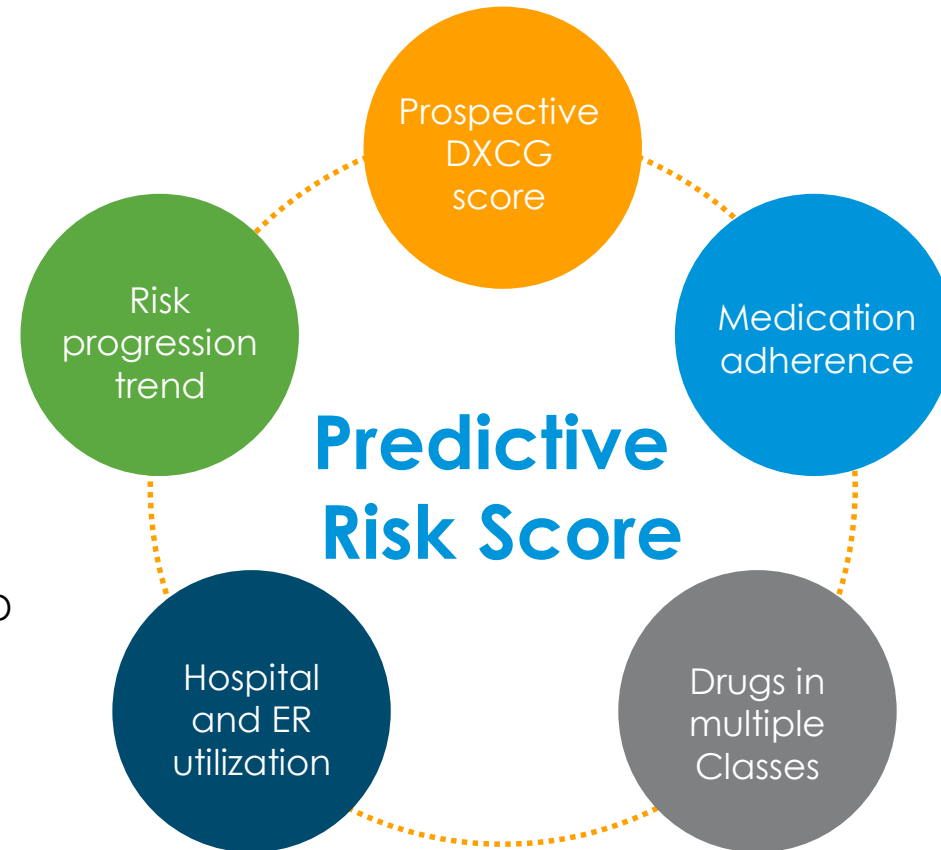 Prospective
DXCG
score
Risk
progression
trend
Medication
adherence
Predictive
Risk Score
Hospital
and ER
utilization
Drugs in
multiple
Classes